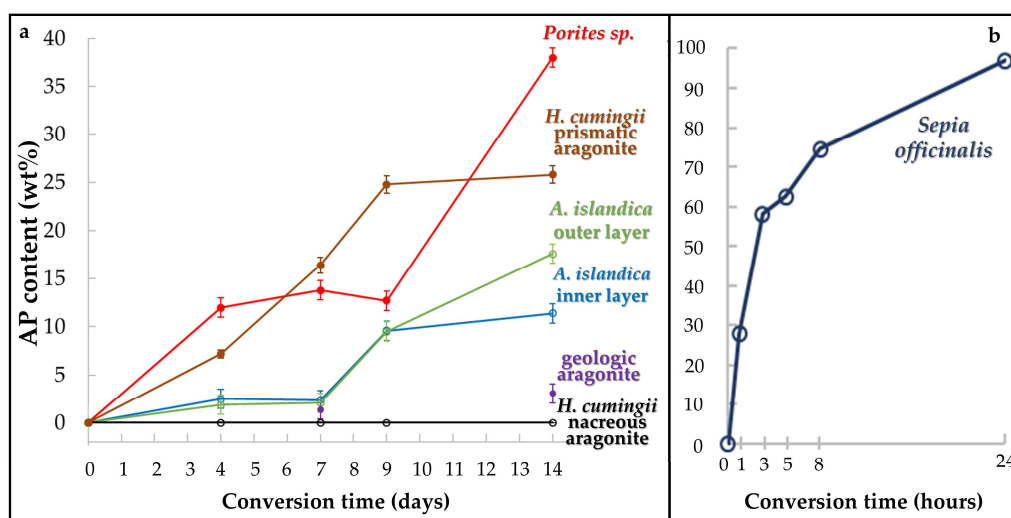 a
AP content (wt%)
40
35
30
25
20
15
10
5
0
0 1 2 4 4 6 7 7 9 9 10 11 12 13 14
Conversion time (days)
Porites sp.
H. cumingii
prismatic
aragonite
A. islandica
outer layer
A. islandica
inner layer
geologic
aragonite
H. cumingii
nacreous
aragonite
b
100
90
80
70
60
50
40
30
20
10
0
0 1 3 5 8 24
Conversion time (hours)
Sepia
officinalis